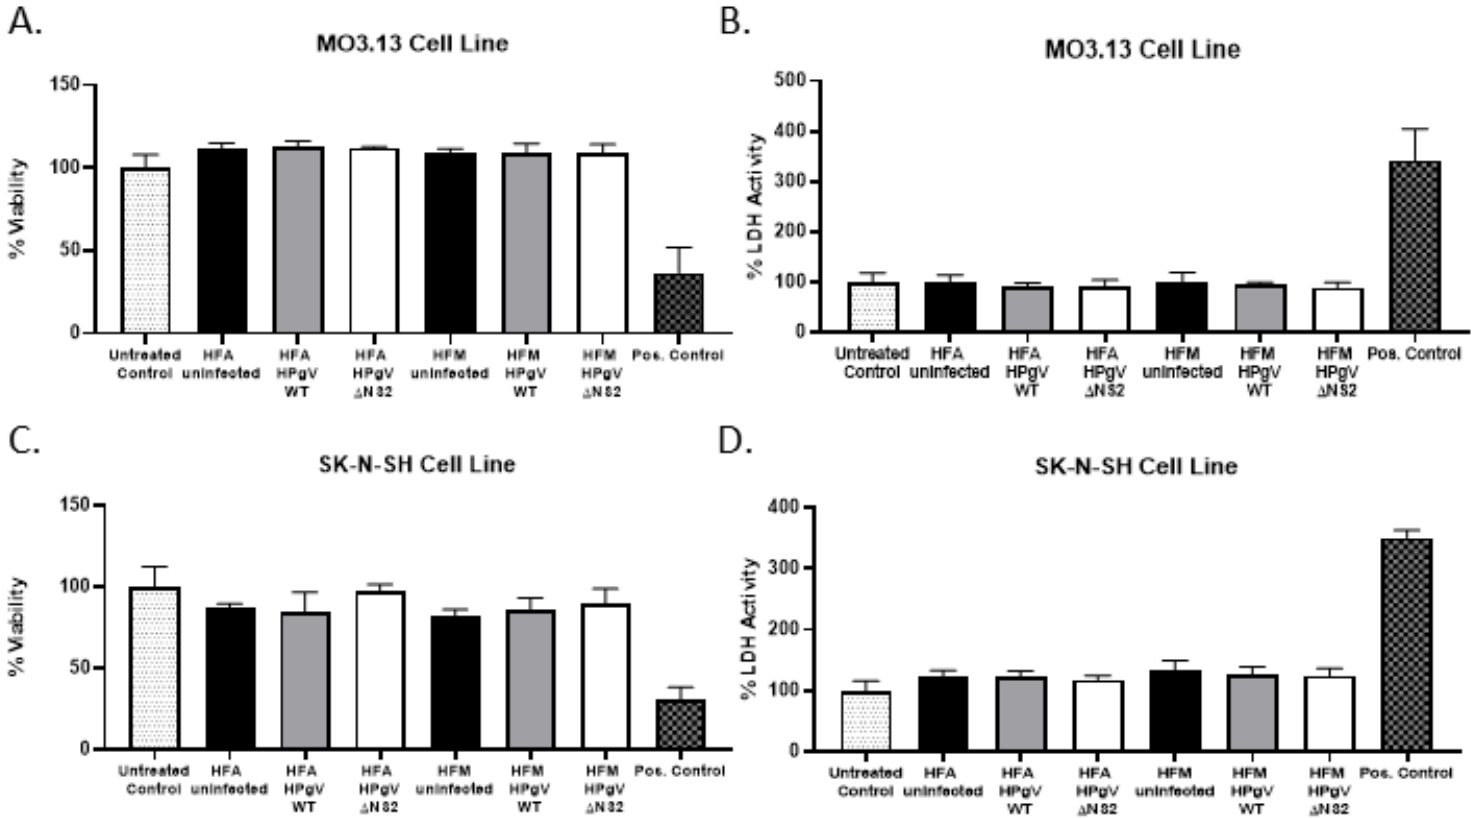 A.
MO3.13 Cell Line
% Viability
150
100
50
0
Untreated Control
HFA uninfected
HFA HPgV WT
HFA HPgV ΔNS2
HFM uninfected
HFM HPgV WT
HFM HPgV ΔNS2
Pos. Control
B.
MO3.13 Cell Line
% LDH Activity
500
400
300
200
100
0
Untreated Control
HFA uninfected
HFA HPgV WT
HFA HPgV ΔNS2
HFM uninfected
HFM HPgV WT
HFM HPgV ΔNS2
Pos. Control
C.
SK-N-SH Cell Line
% Viability
150
100
50
0
Untreated Control
HFA uninfected
HFA HPgV WT
HFA HPgV ΔNS2
HFM uninfected
HFM HPgV WT
HFM HPgV ΔNS2
Pos. Control
D.
SK-N-SH Cell Line
% LDH Activity
400
300
200
100
0
Untreated Control
HFA uninfected
HFA HPgV WT
HFA HPgV ΔNS2
HFM uninfected
HFM HPgV WT
HFM HPgV ΔNS2
Pos. Control